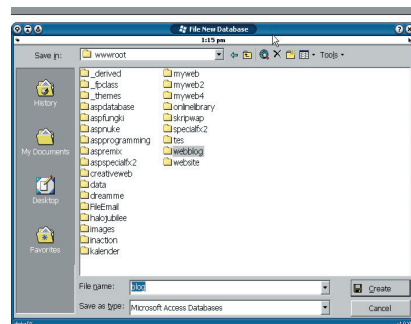 File New Database
1:15 pm
Save in:
wwwroot
Tools
History
My Documents
Desktop
Favorites
_derived
_fpclass
_themes
aspdatabase
aspfungki
aspnuke
aspprogramming
aspremix
aspspecialfx2
creativeweb
data
dreamme
FileEmail
halojubilee
images
inaction
kalender
myweb
myweb2
myweb4
onlinelibrary
skripwap
specialfx2
tes
webblog
website
File name:
blog
Create
Save as type:
Microsoft Access Databases
Cancel